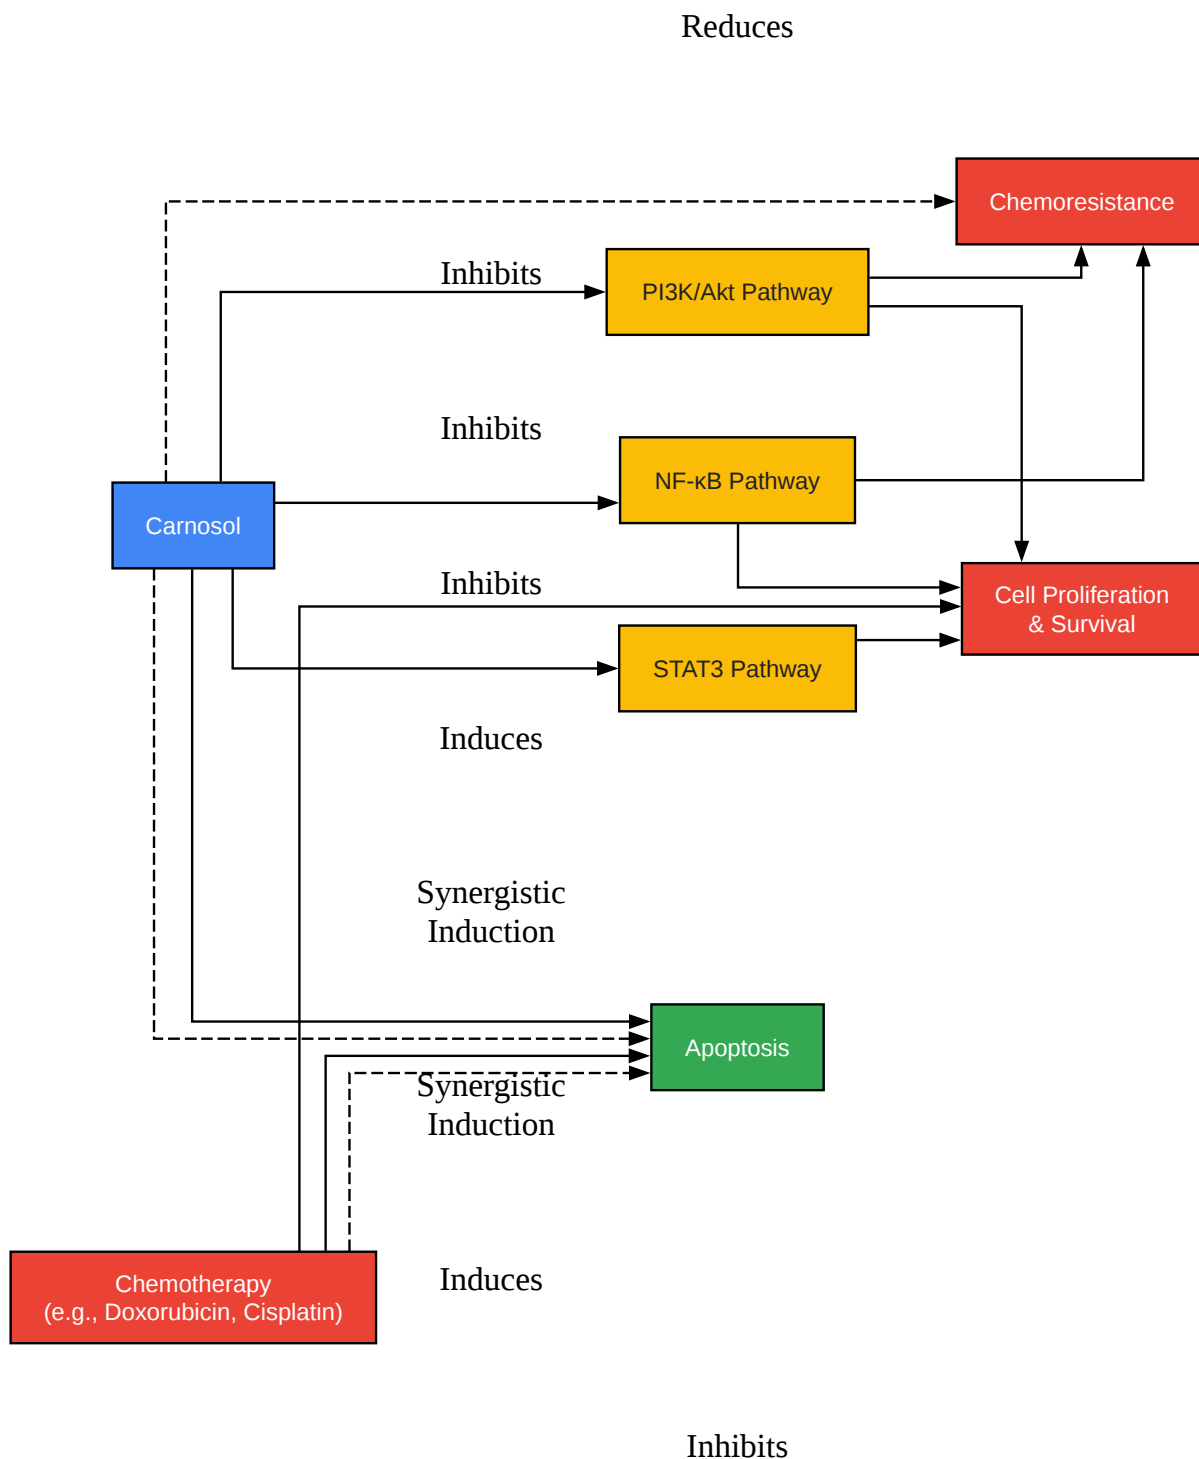 Reduces
Chemoresistance
Inhibits
PI3K/Akt Pathway
Inhibits
NF-κB Pathway
Carnosol
Inhibits
Cell Proliferation
& Survival
STAT3 Pathway
Induces
Synergistic
Induction
Apoptosis
Synergistic
Induction
Induces
Chemotherapy
(e.g., Doxorubicin, Cisplatin)
Inhibits